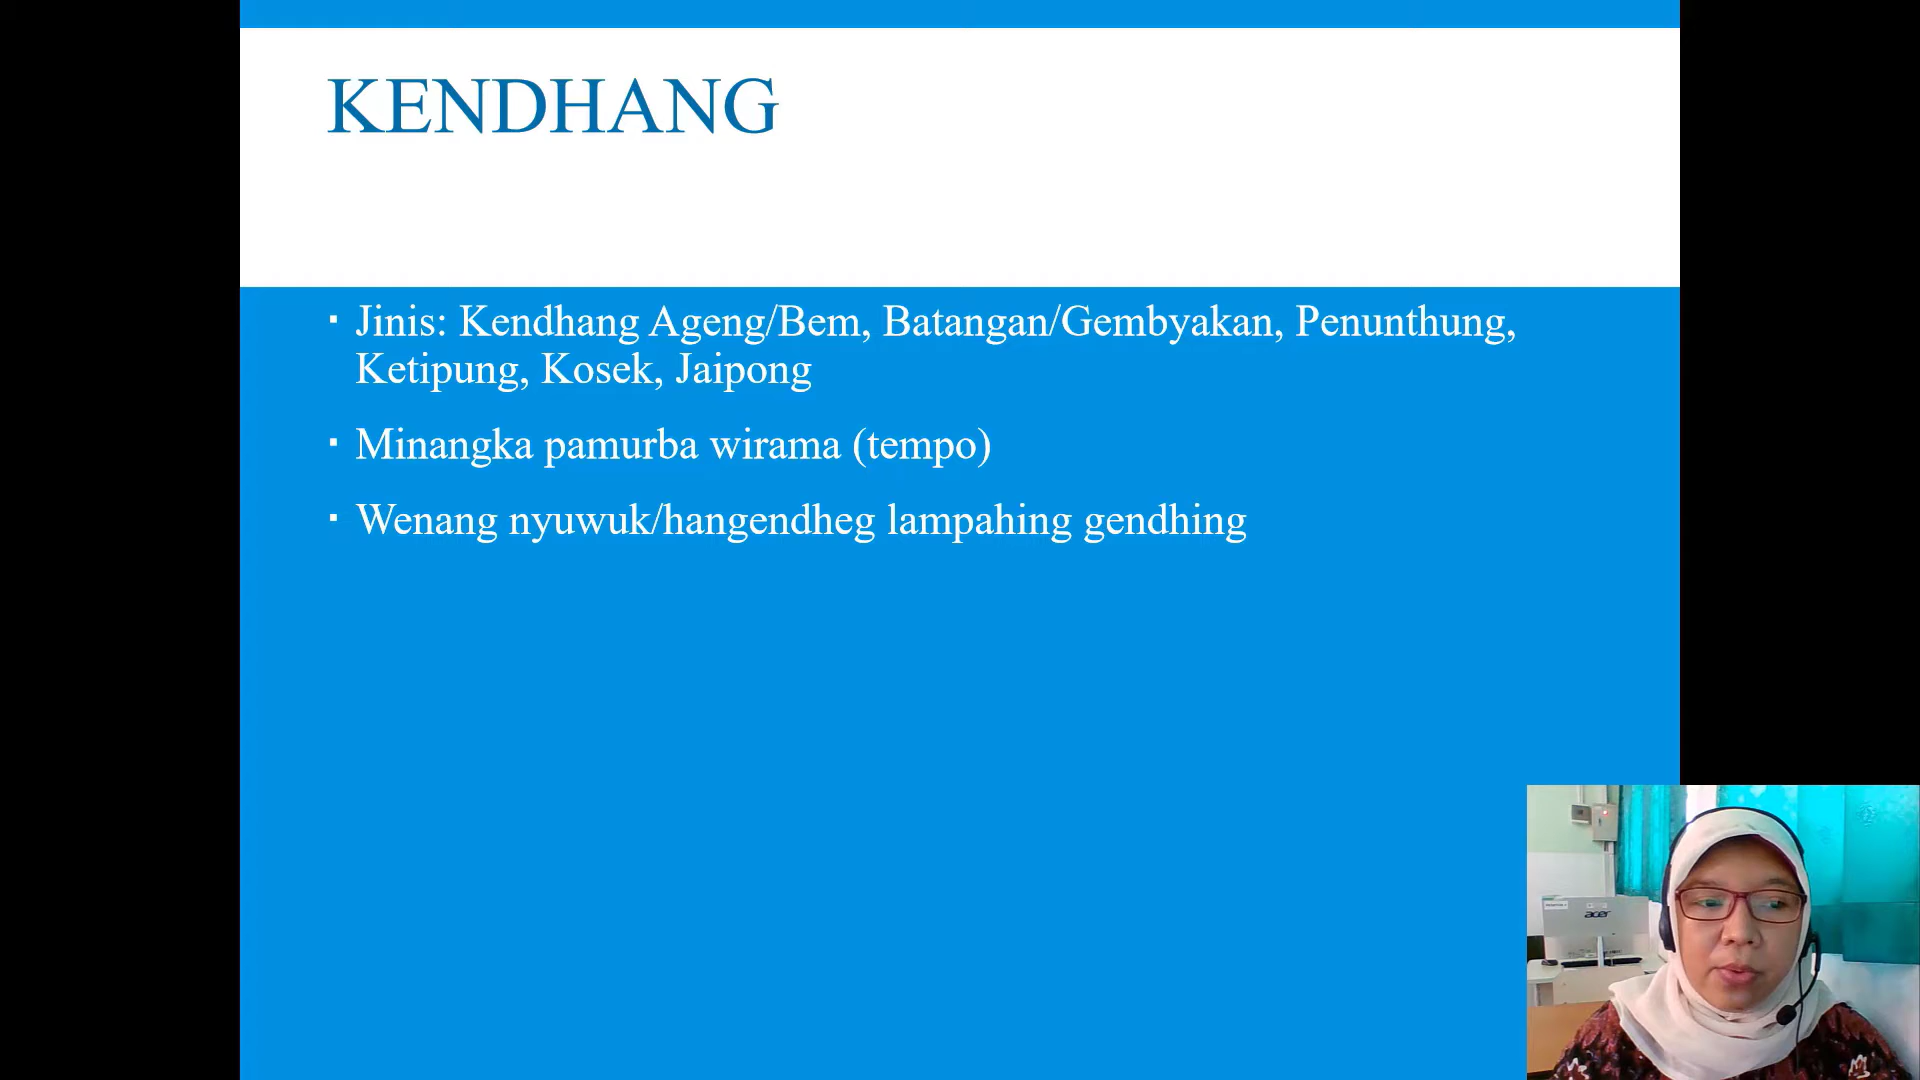 KENDHANG
Jinis: Kendhang Ageng/Bem, Batangan/Gembyakan, Penunthung,
Ketipung, Kosek, Jaipong
Minangka pamurba wirama (tempo)
Wenang nyuwuk/hangendheg lampahing gendhing
acer